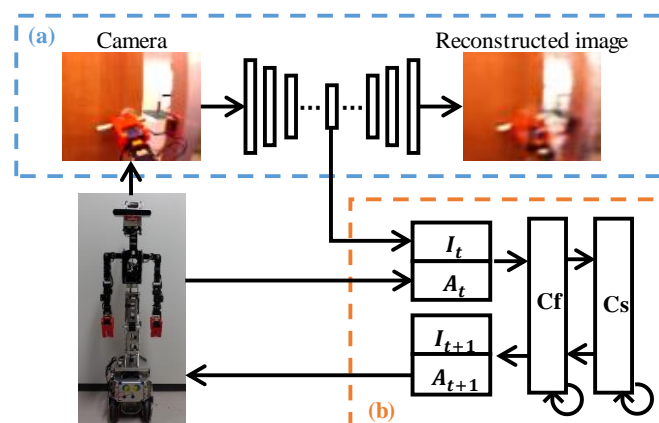 (a)
Camera
Reconstructed image
I_t
A_t
Cf
Cs
I_{t+1}
A_{t+1}
(b)